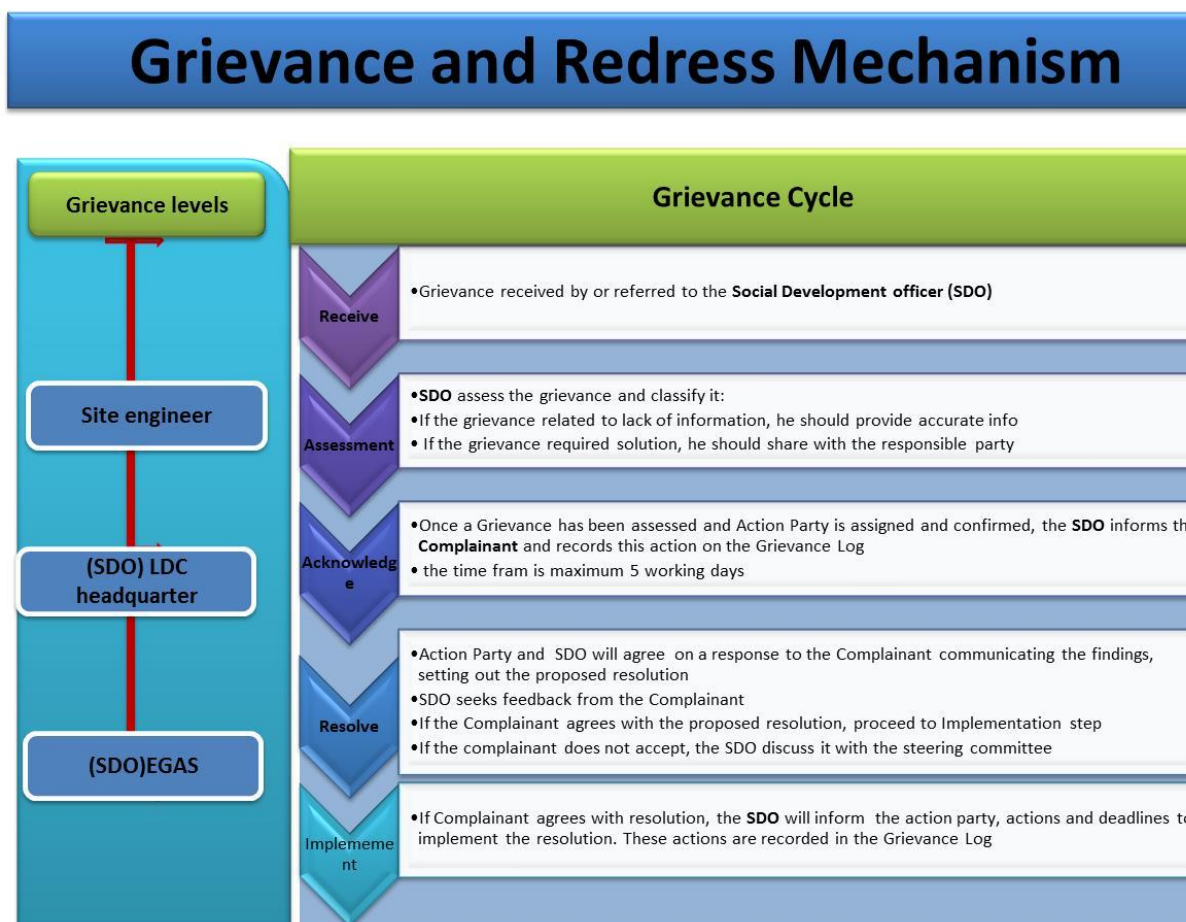 Grievance and Redress Mechanism
Grievance levels
Site engineer
(SDO) LDC
headquarter
(SDO)EGAS
Grievance Cycle
Receive
•Grievance received by or referred to the Social Development officer (SDO)
Assessment
•SDO assess the grievance and classify it:
•If the grievance related to lack of information, he should provide accurate info
• If the grievance required solution, he should share with the responsible party
Acknowledg
e
•Once a Grievance has been assessed and Action Party is assigned and confirmed, the SDO informs th
Complainant and records this action on the Grievance Log
• the time fram is maximum 5 working days
Resolve
•Action Party and SDO will agree on a response to the Complainant communicating the findings,
setting out the proposed resolution
•SDO seeks feedback from the Complainant
•If the Complainant agrees with the proposed resolution, proceed to Implementation step
•If the complainant does not accept, the SDO discuss it with the steering committee
Implememe
nt
•If Complainant agrees with resolution, the SDO will inform the action party, actions and deadlines to
implement the resolution. These actions are recorded in the Grievance Log